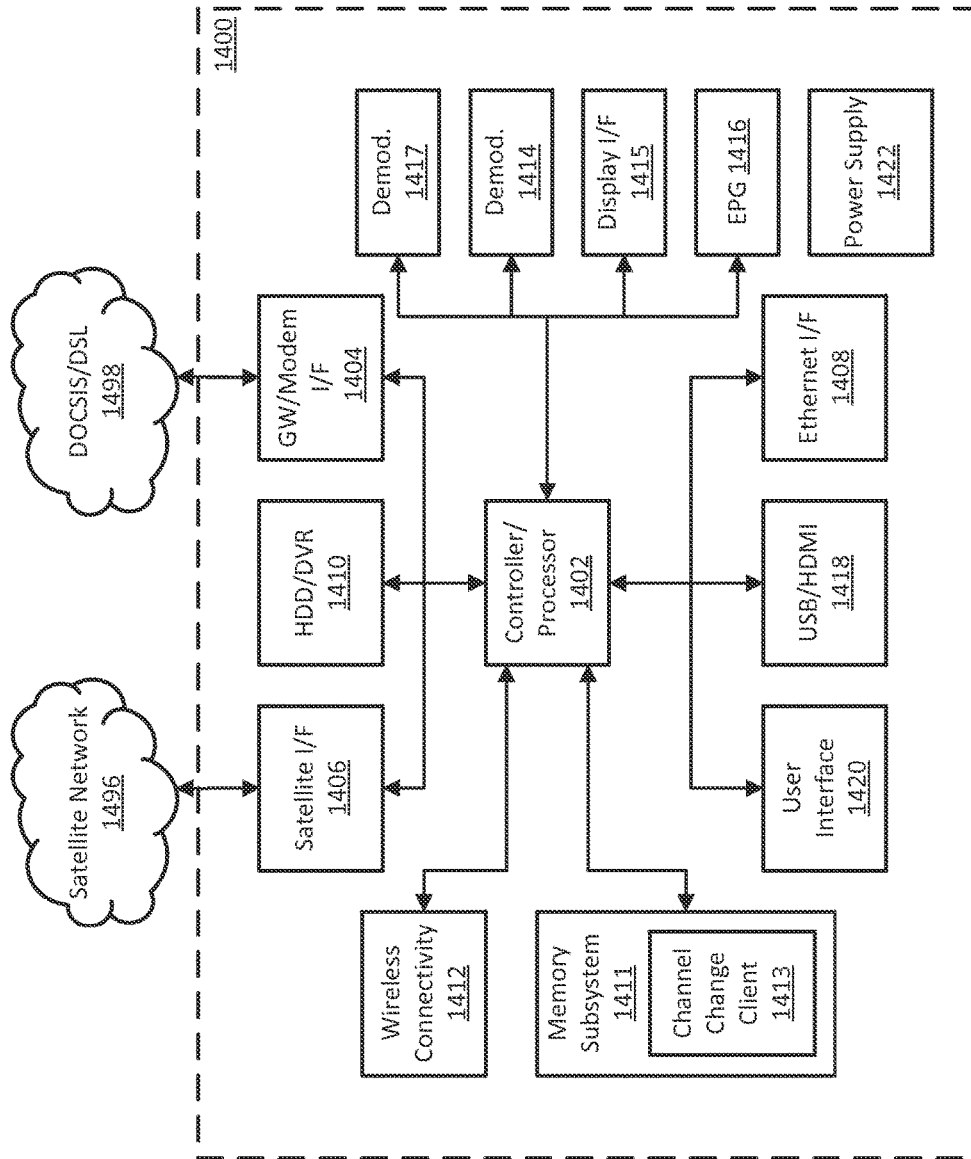 Satellite Network
1496
DOCSIS/DSL
1498
1400
Satellite I/F
1406
HDD/DVR
1410
GW/Modem
I/F
1404
Wireless
Connectivity
1412
Controller/
Processor
1402
Demod.
1417
Demod.
1414
Display I/F
1415
EPG 1416
Power Supply
1422
Memory
Subsystem
1411
Channel
Change
Client
1413
User
Interface
1420
USB/HDMI
1418
Ethernet I/F
1408